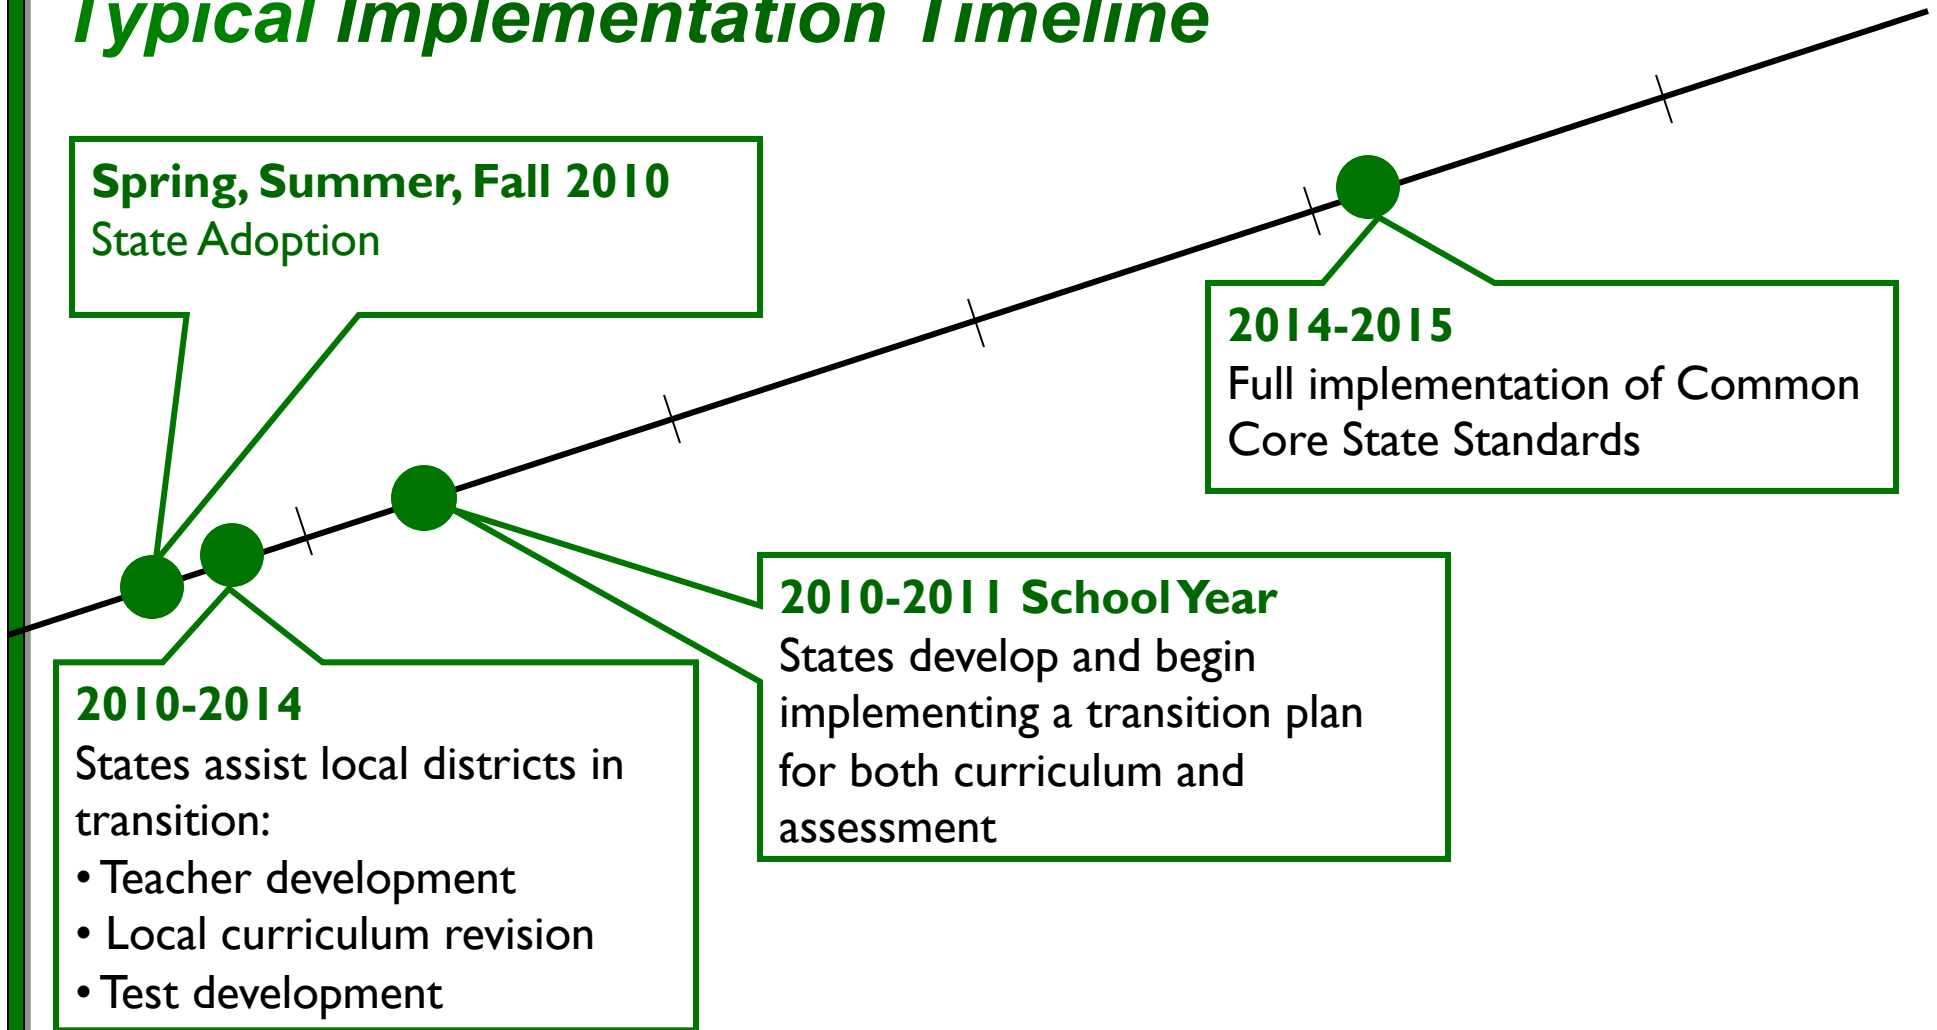 Typical Implementation Timeline
Spring, Summer, Fall 2010
State Adoption
2014-2015
Full implementation of Common
Core State Standards
2010-2011 School Year
States develop and begin
implementing a transition plan
for both curriculum and
assessment
2010-2014
States assist local districts in
transition:
• Teacher development
• Local curriculum revision
• Test development